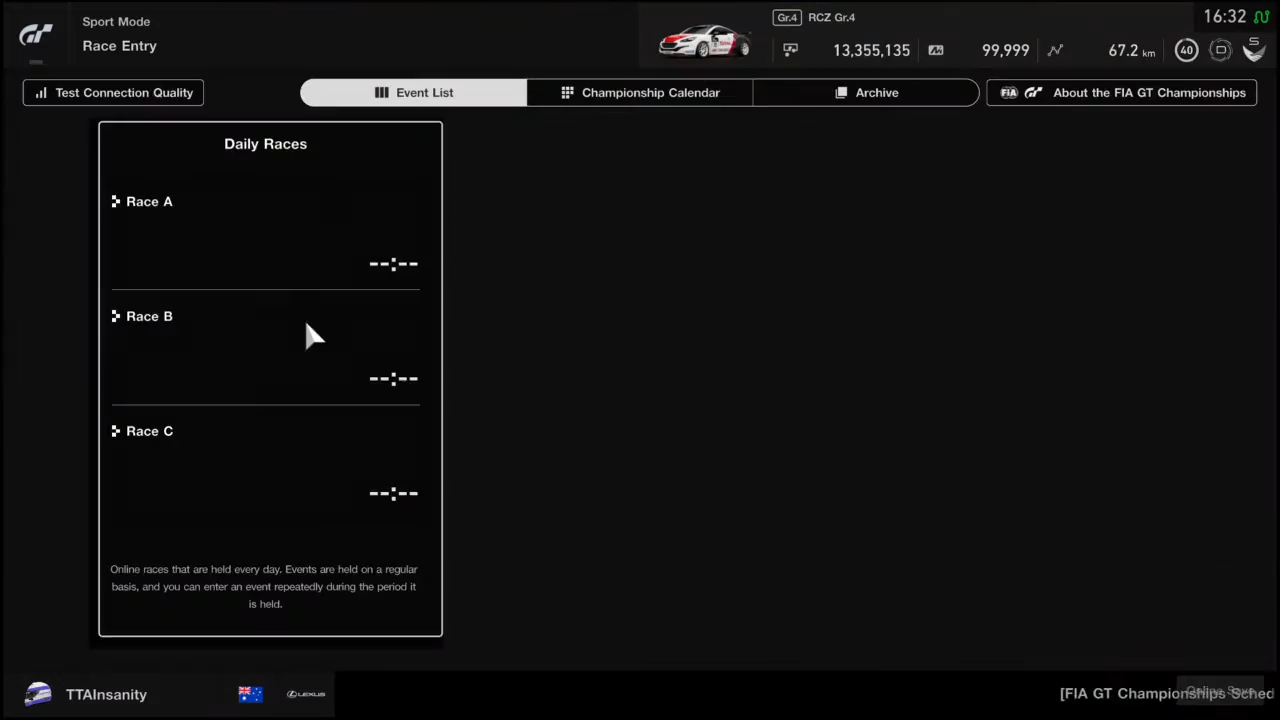 Sport Mode
Race Entry
Gr.4 RCZ Gr.4
13,355,135 99,999 67.2 km 40 S
16:32
Test Connection Quality
Event List
Championship Calendar
Archive
FIA GT About the FIA GT Championships
Daily Races
Race A
--:--
Race B
--:--
Race C
--:--
Online races that are held every day. Events are held on a regular
basis, and you can enter an event repeatedly during the period it
is held.
TTAInsanity
LEXUS
[FIA GT Championships Sched